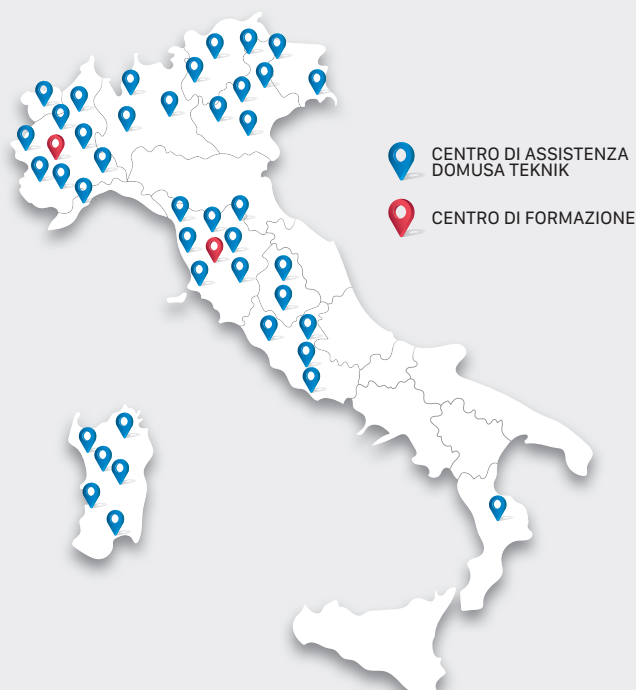 CENTRO DI ASSISTENZA
DOMUSA TEKNIK
CENTRO DI FORMAZIONE